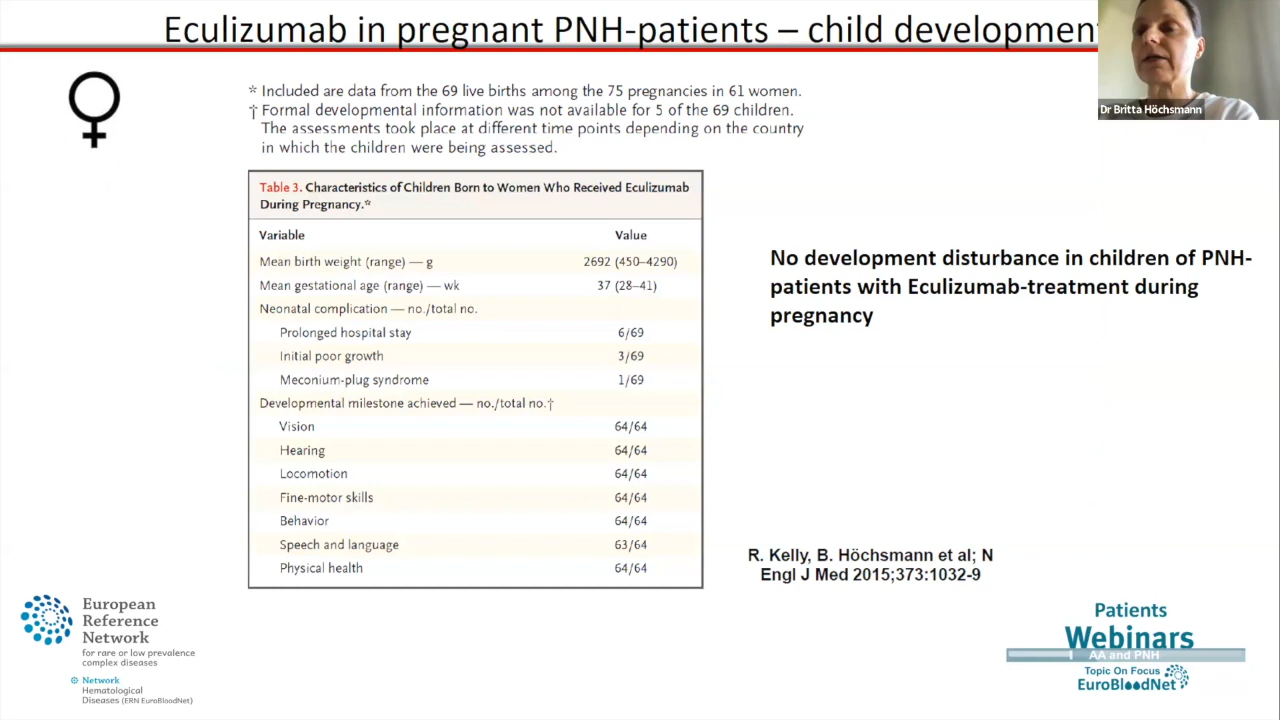 Eculizumab in pregnant PNH-patients – child developmen
Dr Britta Höchsmann
* Included are data from the 69 live births among the 75 pregnancies in 61 women.
† Formal developmental information was not available for 5 of the 69 children.
The assessments took place at different time points depending on the country
in which the children were being assessed.
Table 3. Characteristics of Children Born to Women Who Received Eculizumab
During Pregnancy.*
Variable Value
Mean birth weight (range) — g 2692 (450–4290)
Mean gestational age (range) — wk 37 (28–41)
Neonatal complication — no./total no.
Prolonged hospital stay 6/69
Initial poor growth 3/69
Meconium-plug syndrome 1/69
Developmental milestone achieved — no./total no.†
Vision 64/64
Hearing 64/64
Locomotion 64/64
Fine-motor skills 64/64
Behavior 64/64
Speech and language 63/64
Physical health 64/64
No development disturbance in children of PNH-
patients with Eculizumab-treatment during
pregnancy
R. Kelly, B. Höchsmann et al; N
Engl J Med 2015;373:1032-9
European
Reference
Network
for rare or low prevalence
complex diseases
Network
Hematological
Diseases (ERN EuroBloodNet)
Patients
Webinars
AA and PNH
Topic On Focus
EuroBloodNet